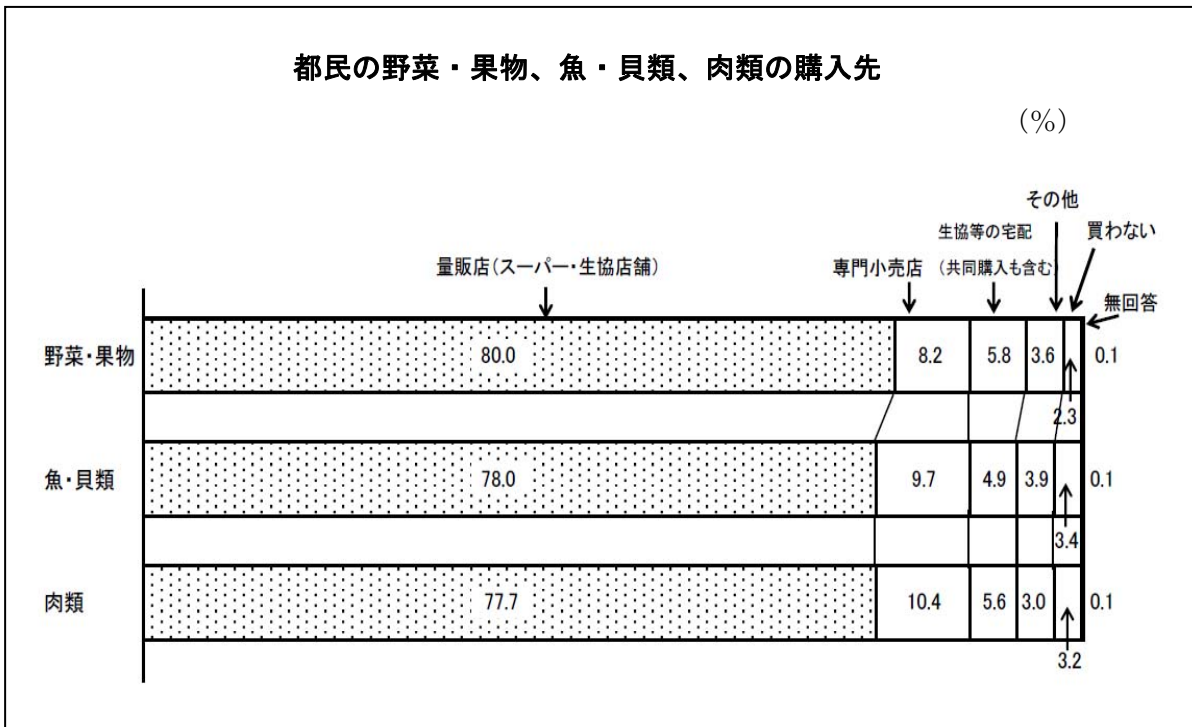 都民の野菜・果物、魚・貝類、肉類の購入先
(%)
その他
生協等の宅配
買わない
量販店(スーパー・生協店舗)
専門小売店
(共同購入も含む)
無回答
野菜・果物
80.0
8.2
5.8
3.6
0.1
2.3
魚・貝類
78.0
9.7
4.9
3.9
0.1
3.4
肉類
77.7
10.4
5.6
3.0
0.1
3.2